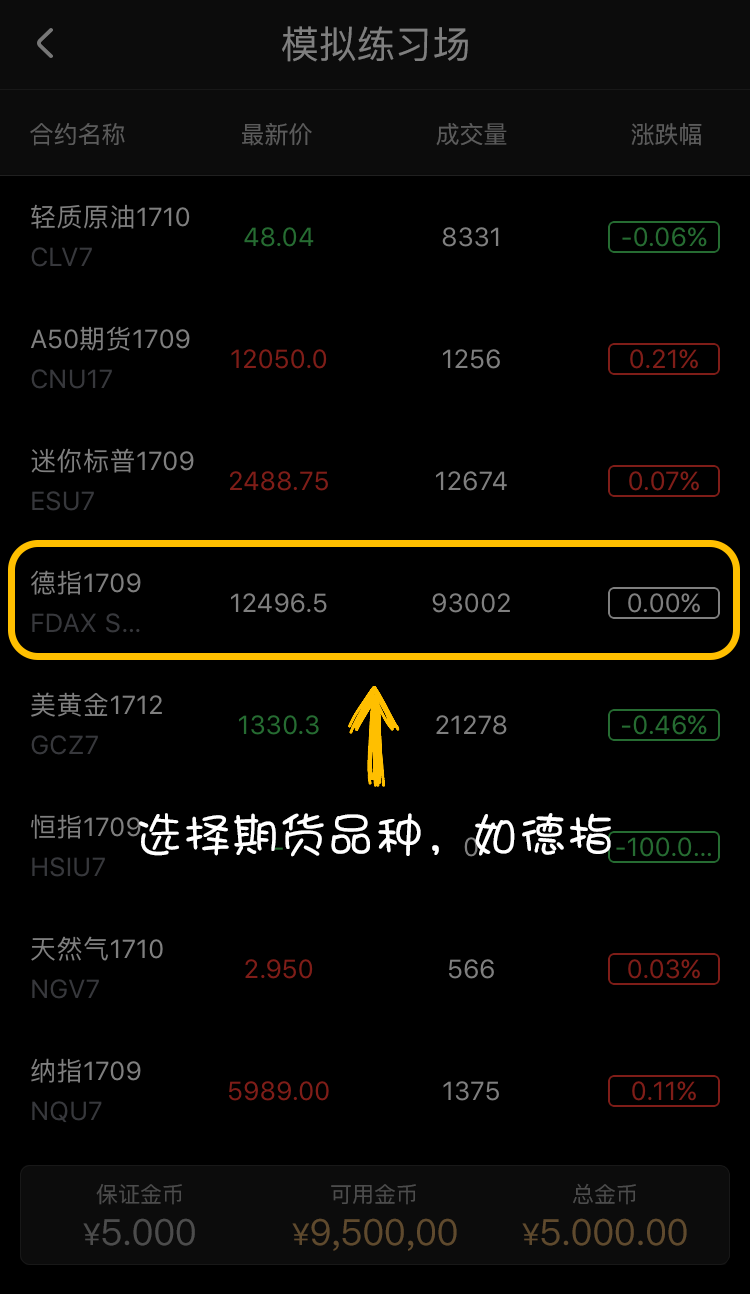 模拟练习场
合约名称 最新价 成交量 涨跌幅
轻质原油1710
CLV7
48.04 8331 -0.06%
A50期货1709
CNU17
12050.0 1256 0.21%
迷你标普1709
ESU7
2488.75 12674 0.07%
德指1709
FDAX S...
12496.5 93002 0.00%
美黄金1712
GCZ7
1330.3 21278 -0.46%
恒指1709
HSIU7
- 0 -100.0...
选择期货品种，如德指
天然气1710
NGV7
2.950 566 0.03%
纳指1709
NQU7
5989.00 1375 0.11%
保证金币 可用金币 总金币
¥5.000 ¥9,500,00 ¥5.000.00